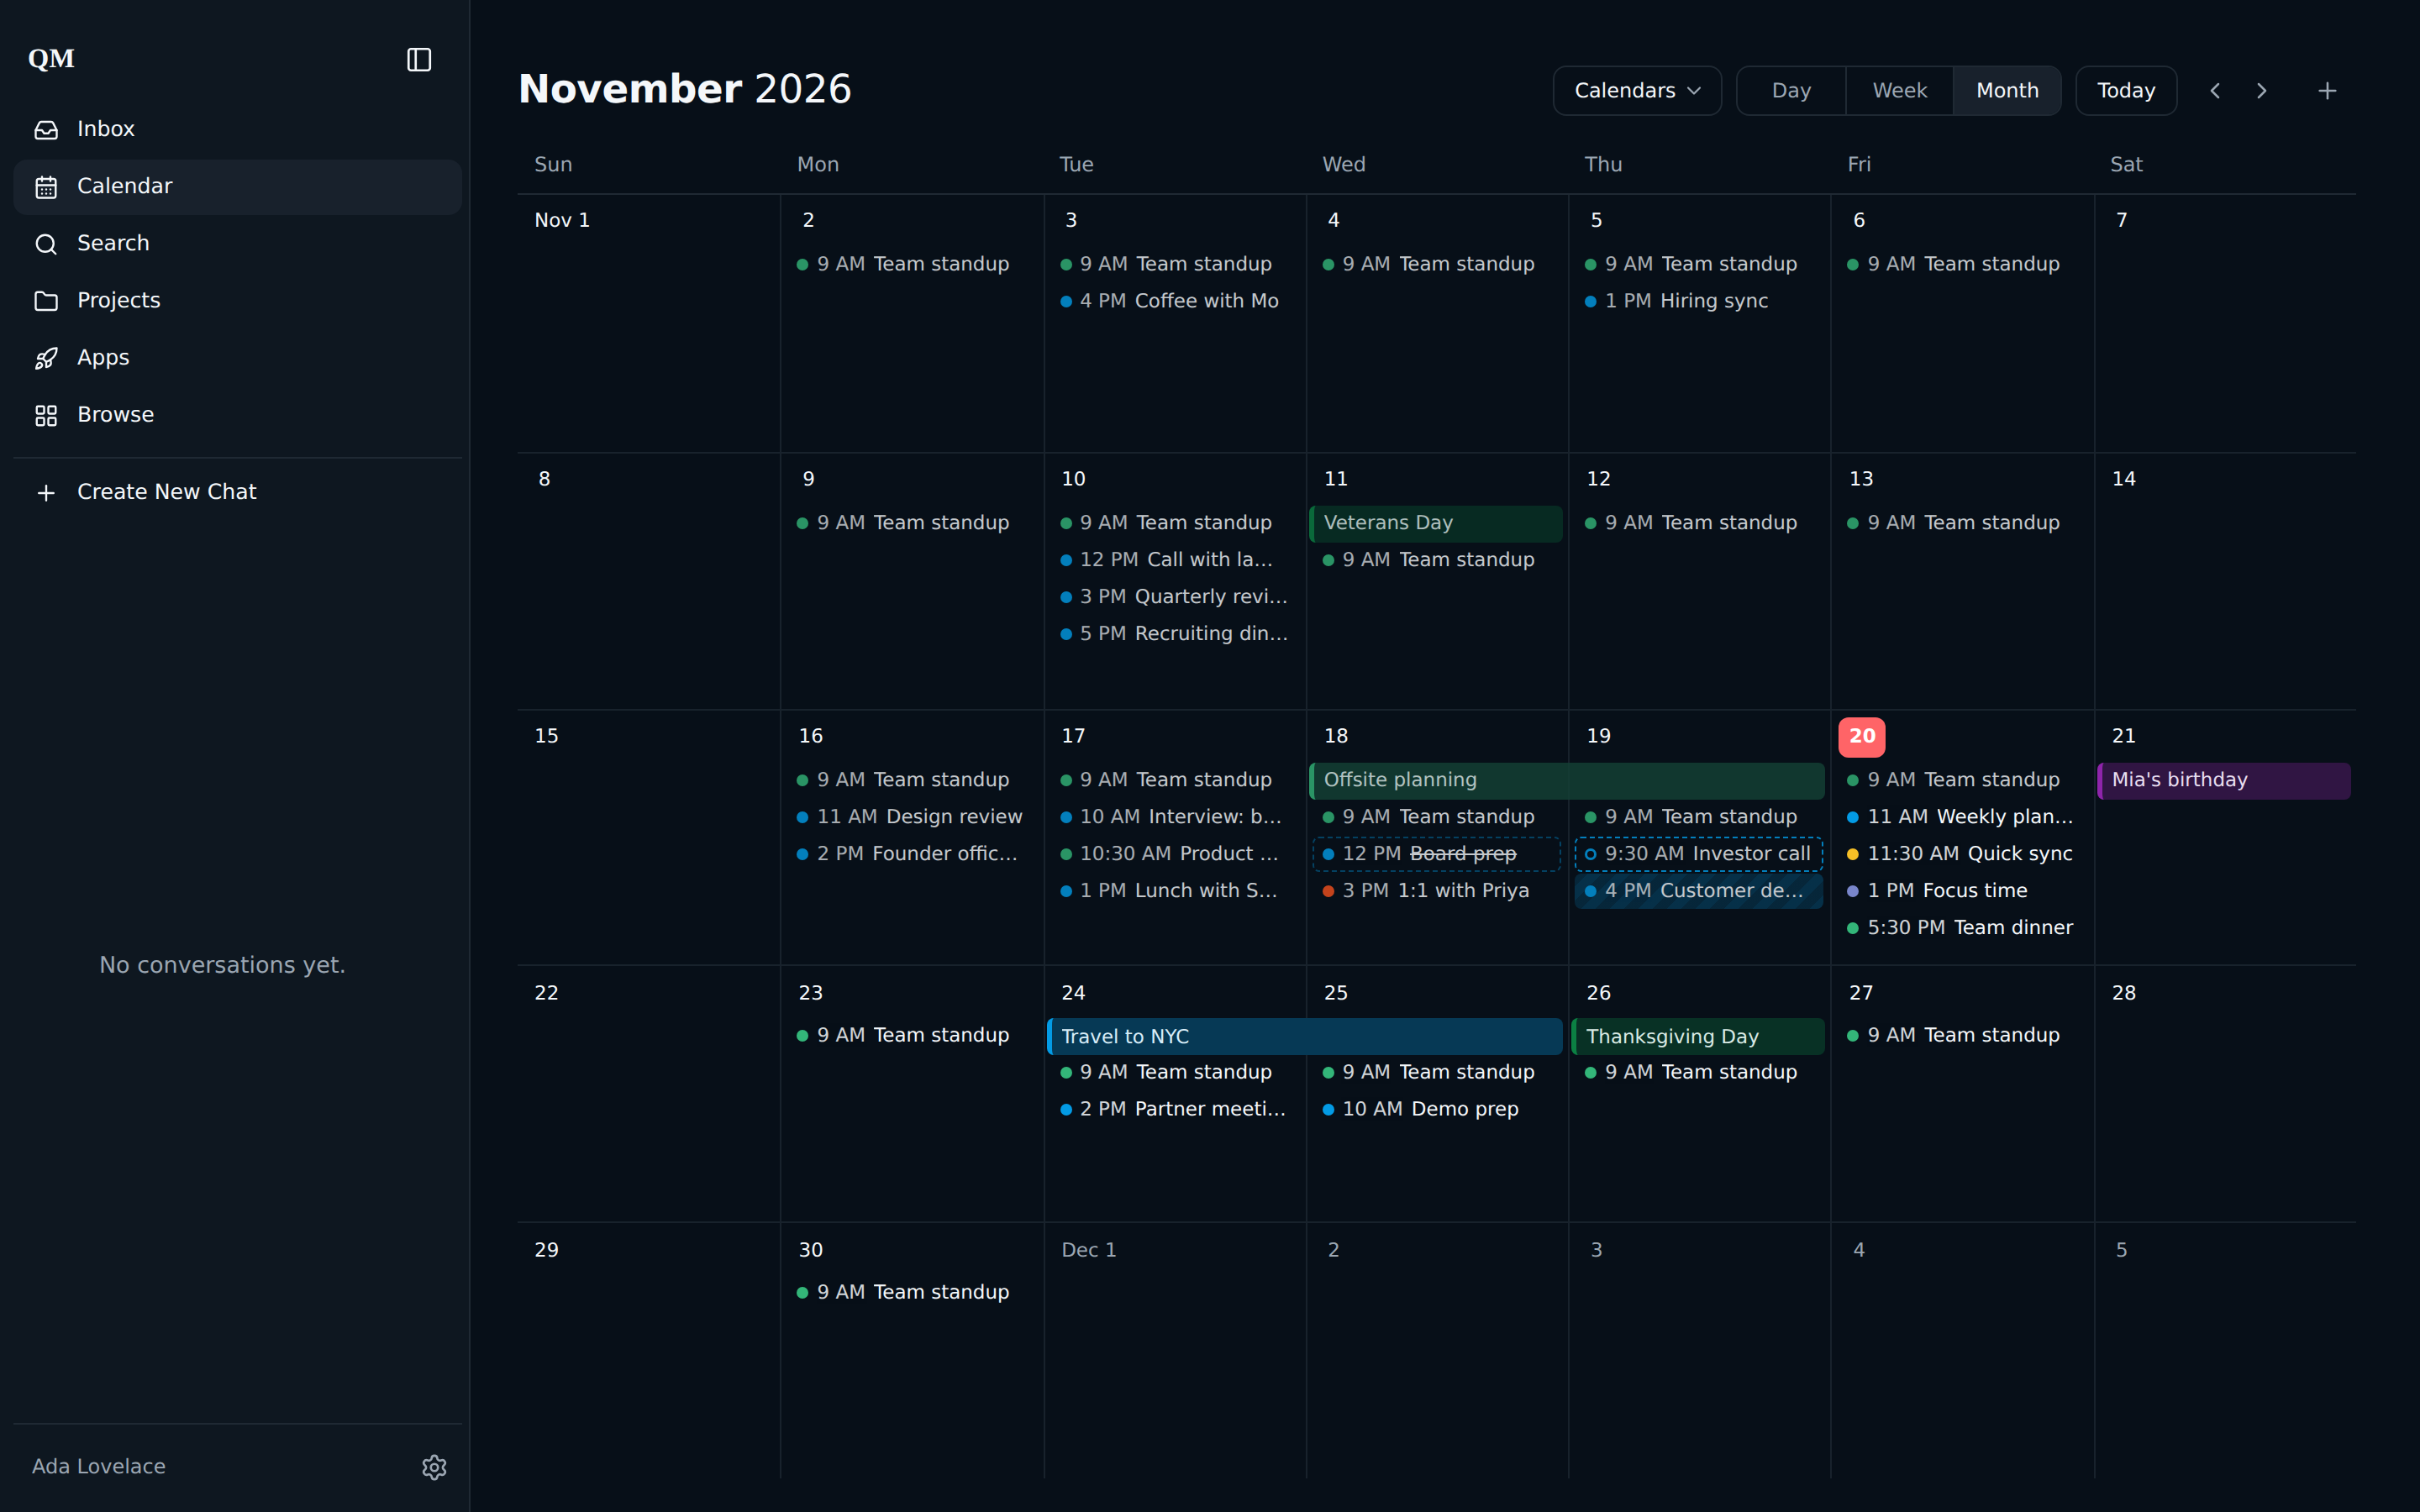 QM
Inbox
Calendar
Search
Projects
Apps
Browse
Create New Chat
No conversations yet.
Ada Lovelace
November 2026
Calendars
Day Week Month
Today
Sun Mon Tue Wed Thu Fri Sat
Nov 1
2
9 AM Team standup
3
9 AM Team standup
4 PM Coffee with Mo
4
9 AM Team standup
5
9 AM Team standup
1 PM Hiring sync
6
9 AM Team standup
7
8
9
9 AM Team standup
10
9 AM Team standup
12 PM Call with la…
3 PM Quarterly revi…
5 PM Recruiting din…
11
Veterans Day
9 AM Team standup
12
9 AM Team standup
13
9 AM Team standup
14
15
16
9 AM Team standup
11 AM Design review
2 PM Founder offic…
17
9 AM Team standup
10 AM Interview: b…
10:30 AM Product …
1 PM Lunch with S…
18
Offsite planning
9 AM Team standup
12 PM Board prep
3 PM 1:1 with Priya
19
9 AM Team standup
9:30 AM Investor call
4 PM Customer de…
20
9 AM Team standup
11 AM Weekly plan…
11:30 AM Quick sync
1 PM Focus time
5:30 PM Team dinner
21
Mia's birthday
22
23
9 AM Team standup
24
Travel to NYC
9 AM Team standup
2 PM Partner meeti…
25
9 AM Team standup
10 AM Demo prep
26
Thanksgiving Day
9 AM Team standup
27
9 AM Team standup
28
29
30
9 AM Team standup
Dec 1
2
3
4
5